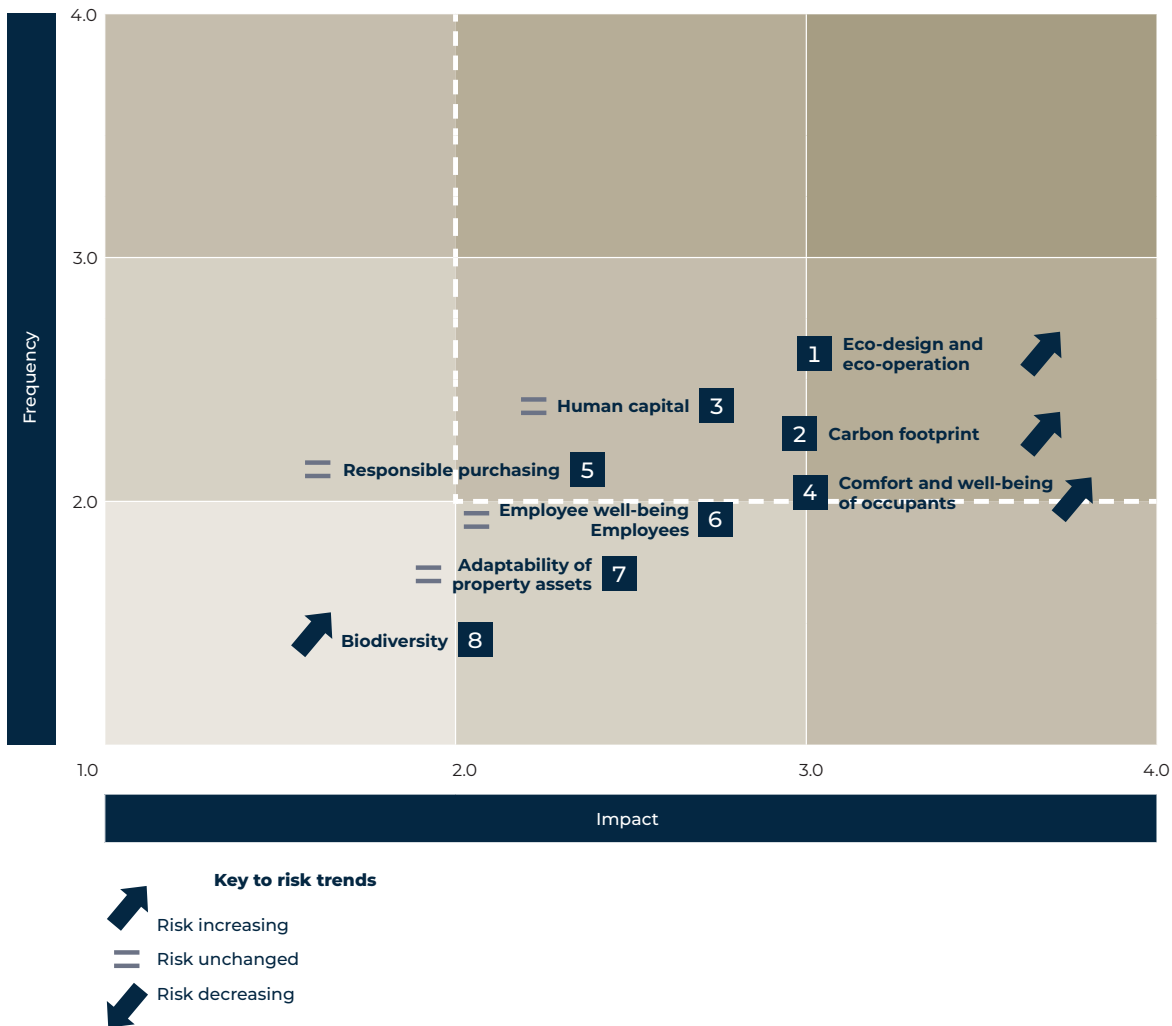 4.0
3.0
2.0
Frequency
1
Eco-design and
eco-operation
Human capital
3
2
Carbon footprint
Responsible purchasing
5
4
Comfort and well-being
of occupants
Employee well-being
Employees
6
Adaptability of
property assets
7
Biodiversity
8
1.0
2.0
3.0
4.0
Impact
Key to risk trends
Risk increasing
Risk unchanged
Risk decreasing